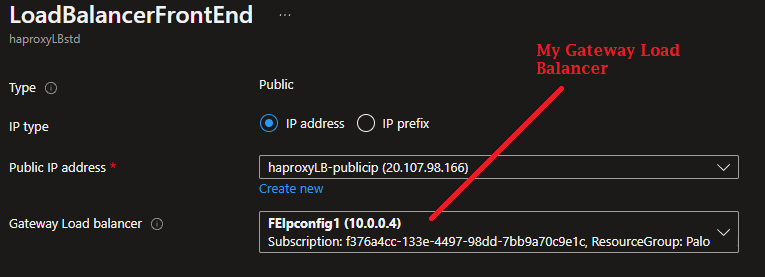 LoadBalancerFrontEnd ...
haproxyLBstd
My Gateway Load
Balancer
Type
Public
IP type
IP address
IP prefix
Public IP address *
haproxyLB-publicip (20.107.98.166)
Create new
Gateway Load balancer
FEIpconfig1 (10.0.0.4)
Subscription: f376a4cc-133e-4497-98dd-7bb9a70c9e1c, ResourceGroup: Palo